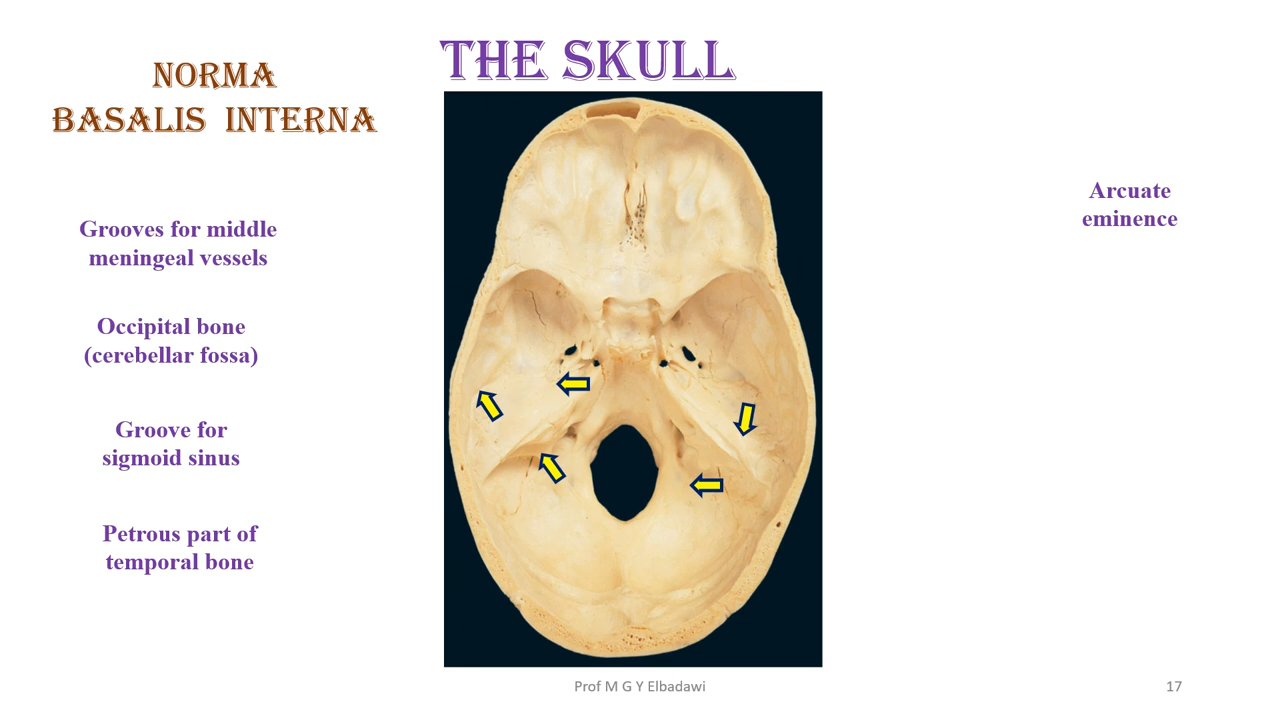 THE SKULL
NORMA
BASALIS INTERNA
Grooves for middle
meningeal vessels
Occipital bone
(cerebellar fossa)
Groove for
sigmoid sinus
Petrous part of
temporal bone
Arcuate
eminence
Prof M G Y Elbadawi
17